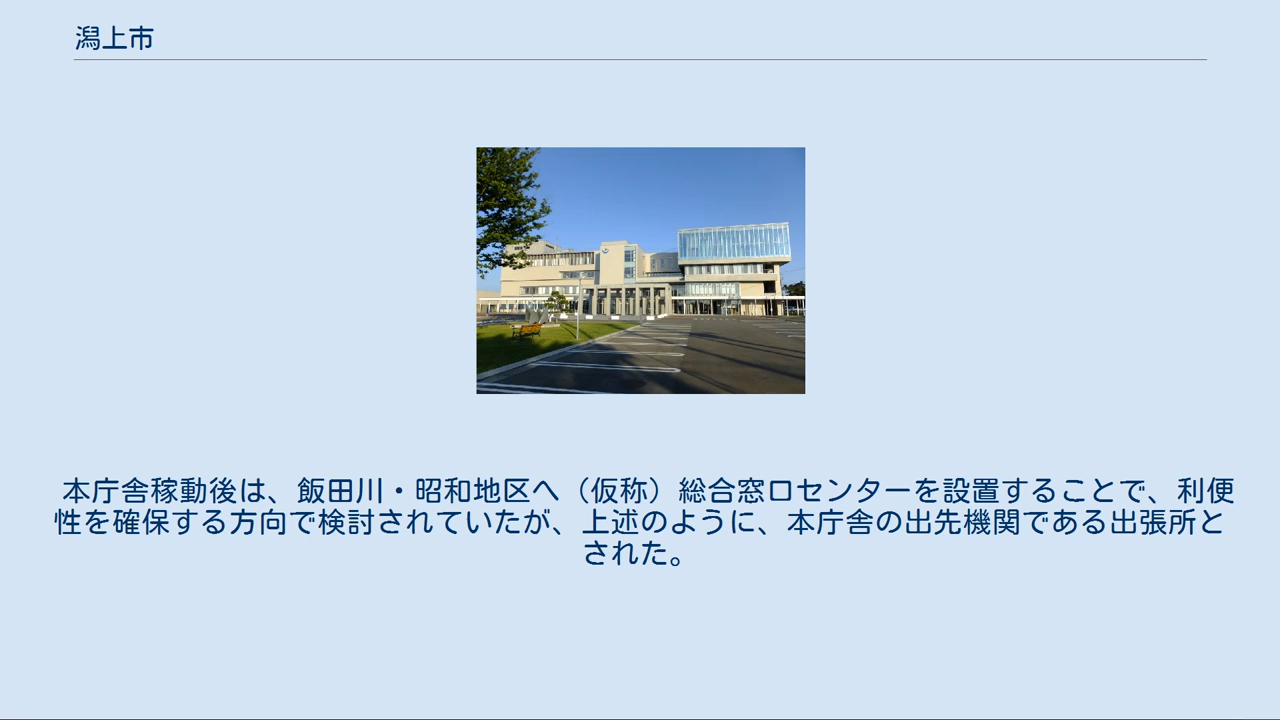 潟上市
本庁舎稼動後は、飯田川・昭和地区へ（仮称）総合窓口センターを設置することで、利便
性を確保する方向で検討されていたが、上述のように、本庁舎の出先機関である出張所と
された。